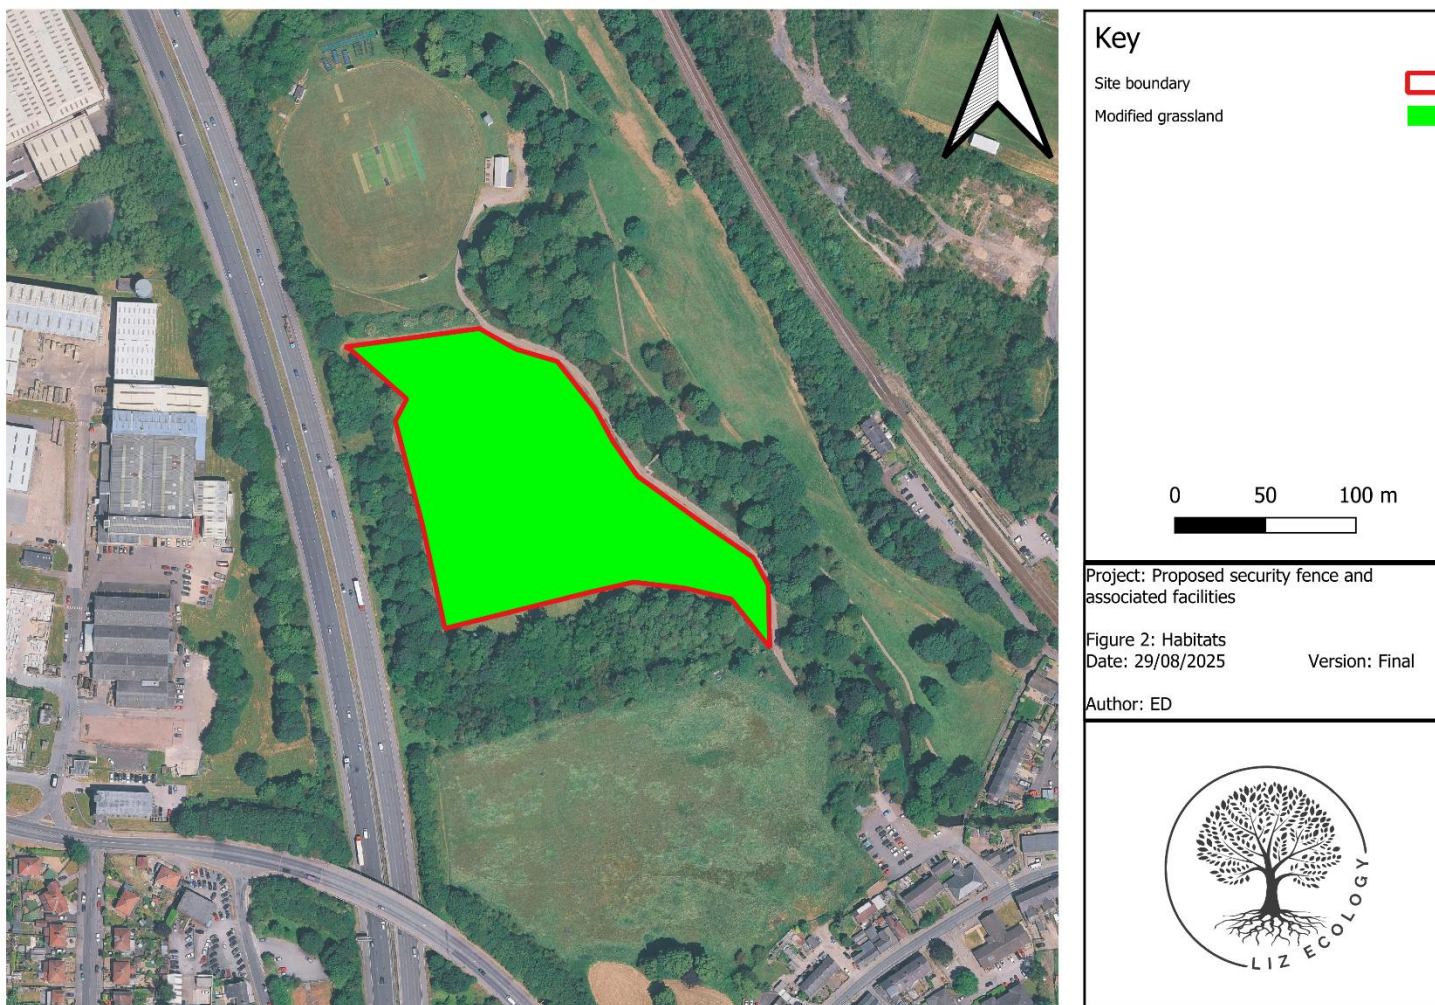 Key
Site boundary
Modified grassland
0 50 100 m
Project: Proposed security fence and
associated facilities
Figure 2: Habitats
Date: 29/08/2025 Version: Final
Author: ED
LIZ ECOLOGY